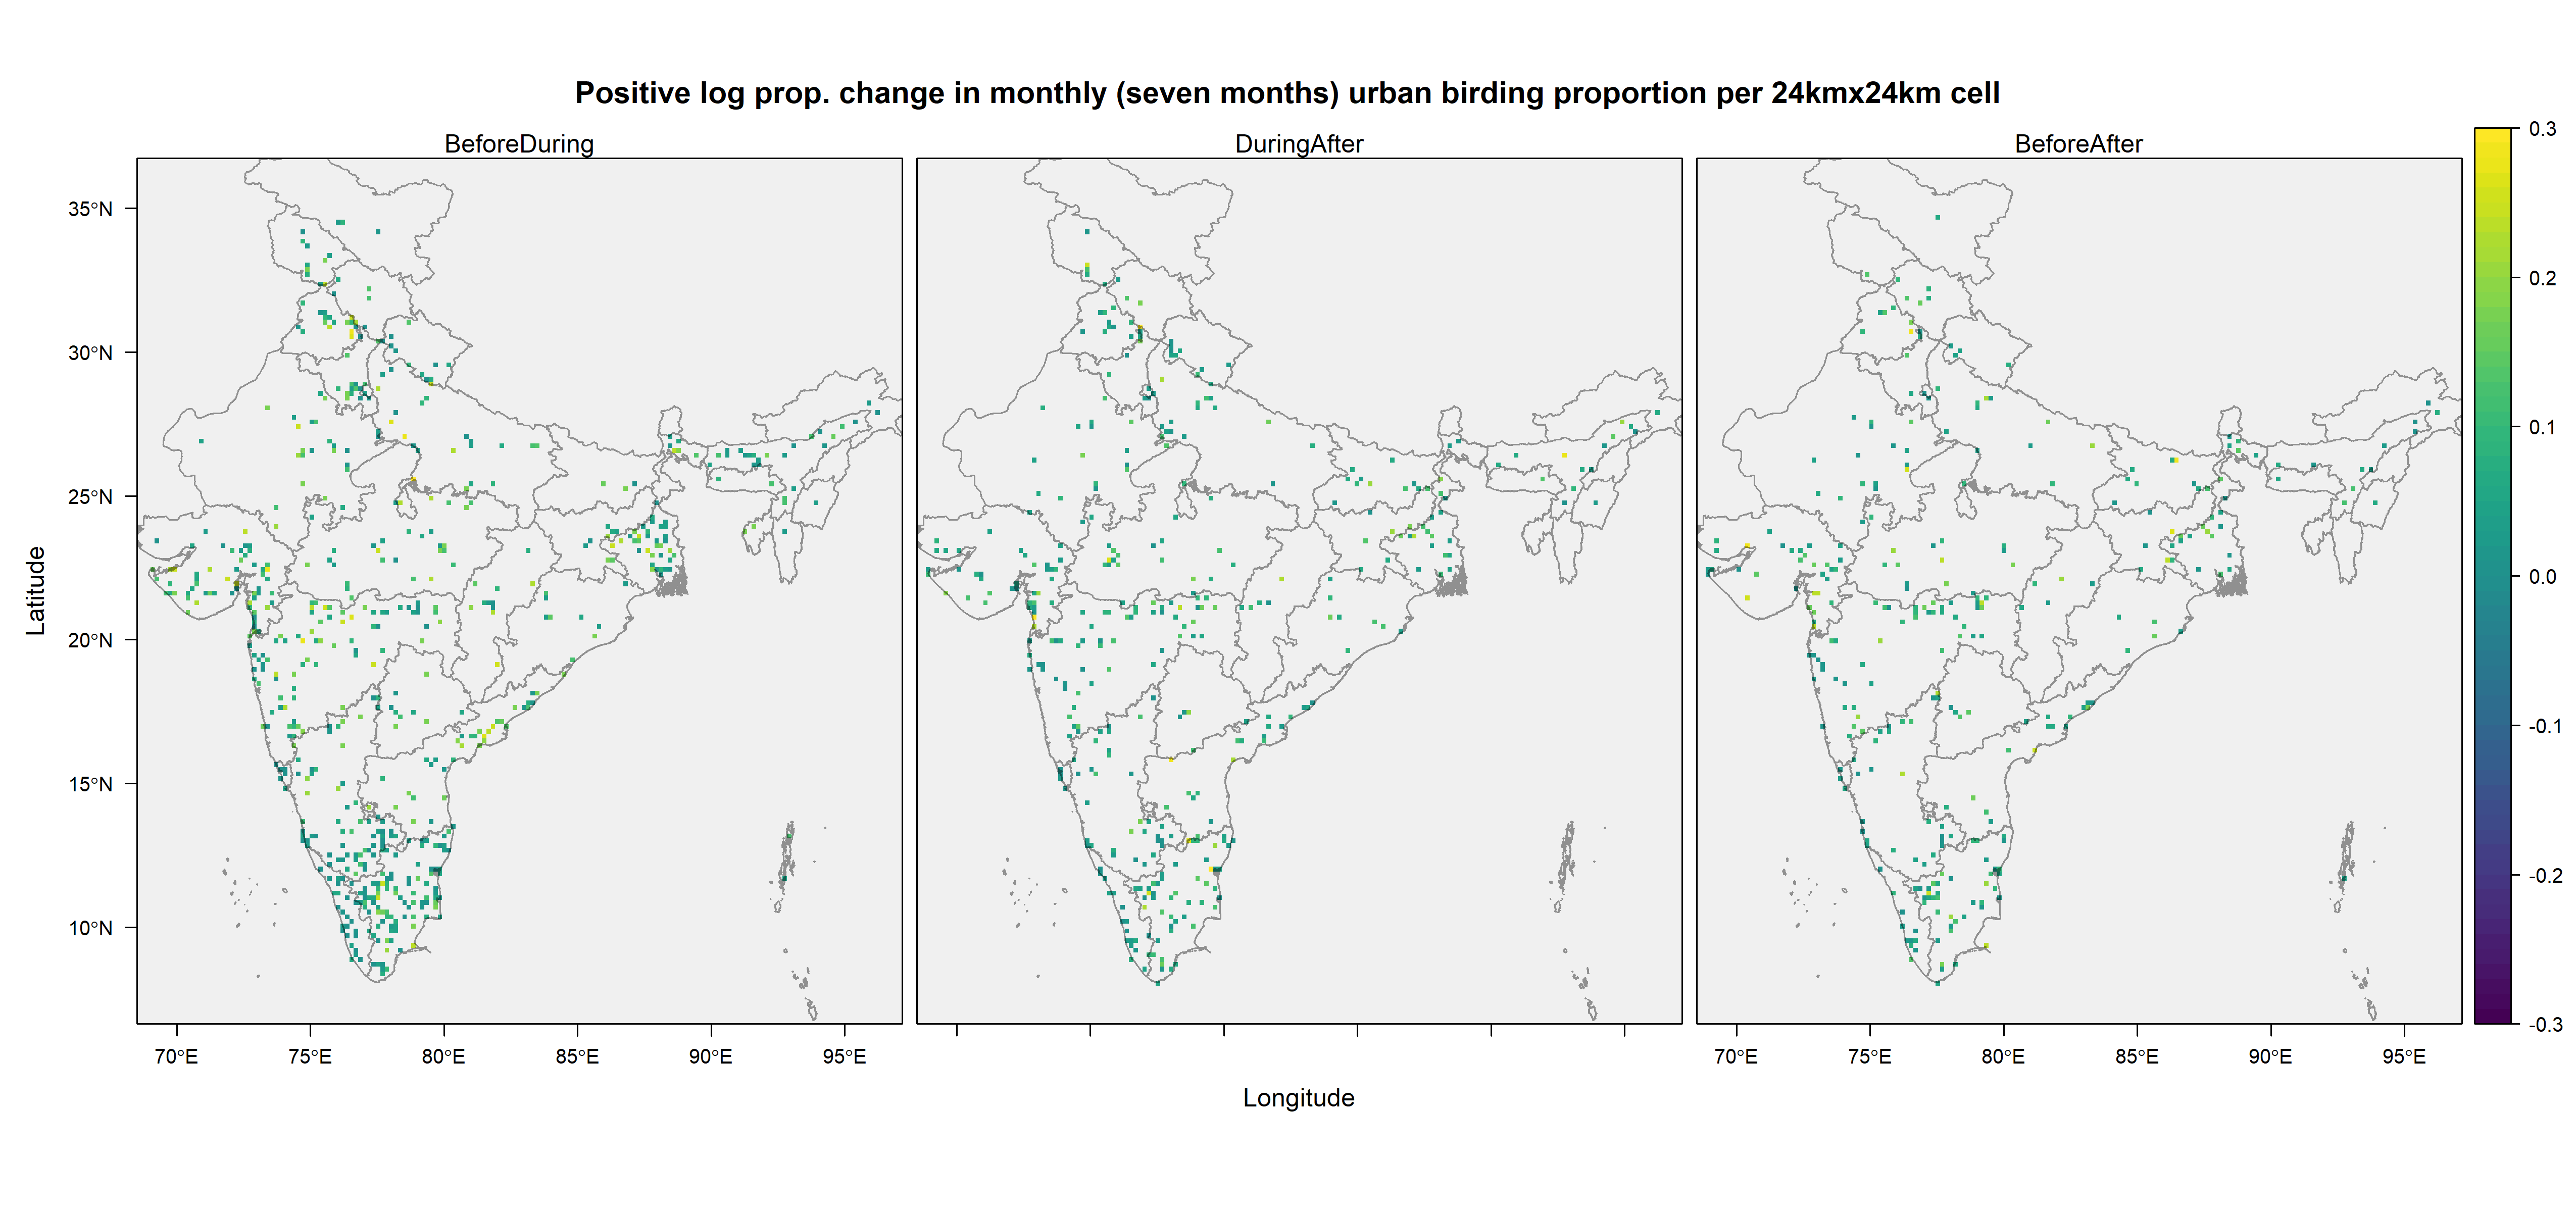 Positive log prop. change in monthly (seven months) urban birding proportion per 24kmx24km cell
BeforeDuring
DuringAfter
BeforeAfter
35°N
30°N
25°N
20°N
15°N
10°N
Latitude
70°E 75°E 80°E 85°E 90°E 95°E
70°E 75°E 80°E 85°E 90°E 95°E
Longitude
0.3
0.2
0.1
0.0
-0.1
-0.2
-0.3